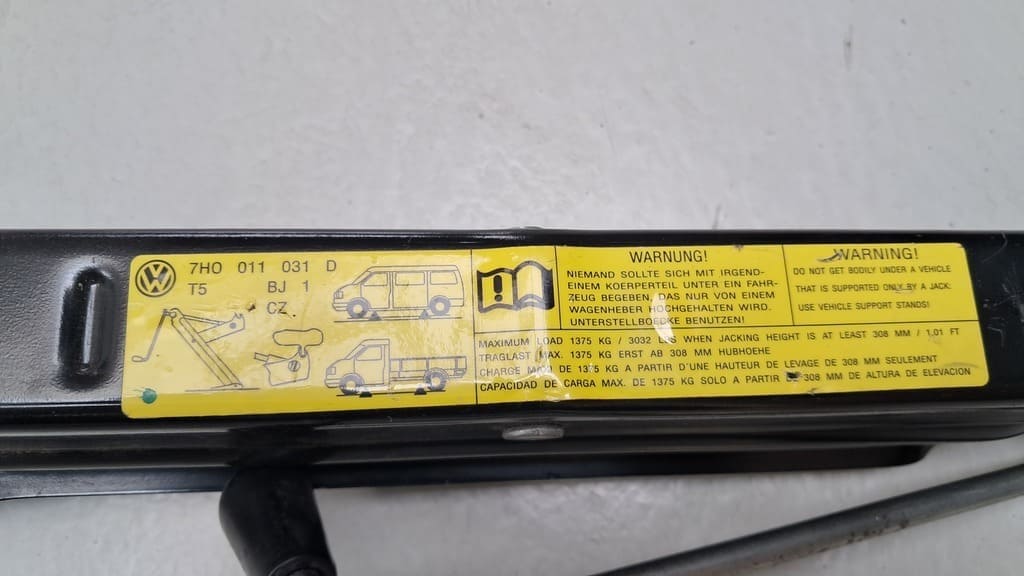 7H0 011 031 D
T5 BJ 1
CZ
WARNUNG!
NIEMAND SOLLTE SICH MIT IRGEND-
EINEM KOERPERTEIL UNTER EIN FAHR-
ZEUG BEGEBEN, DAS NUR VON EINEM
WAGENHEBER HOCHGEHALTEN WIRD.
UNTERSTELLBOEDKE BENUTZEN!
WARNING!
DO NOT GET BODILY UNDER A VEHICLE
THAT IS SUPPORTED ONLY BY A JACK.
USE VEHICLE SUPPORT STANDS!
MAXIMUM LOAD 1375 KG / 3032 LBS WHEN JACKING HEIGHT IS AT LEAST 308 MM / 1,01 FT
TRAGLAST MAX. 1375 KG ERST AB 308 MM HUBHOEHE
CHARGE MAX. DE 1375 KG A PARTIR D'UNE HAUTEUR DE LEVAGE DE 308 MM SEULEMENT
CAPACIDAD DE CARGA MAX. DE 1375 KG SOLO A PARTIR DE 308 MM DE ALTURA DE ELEVACION